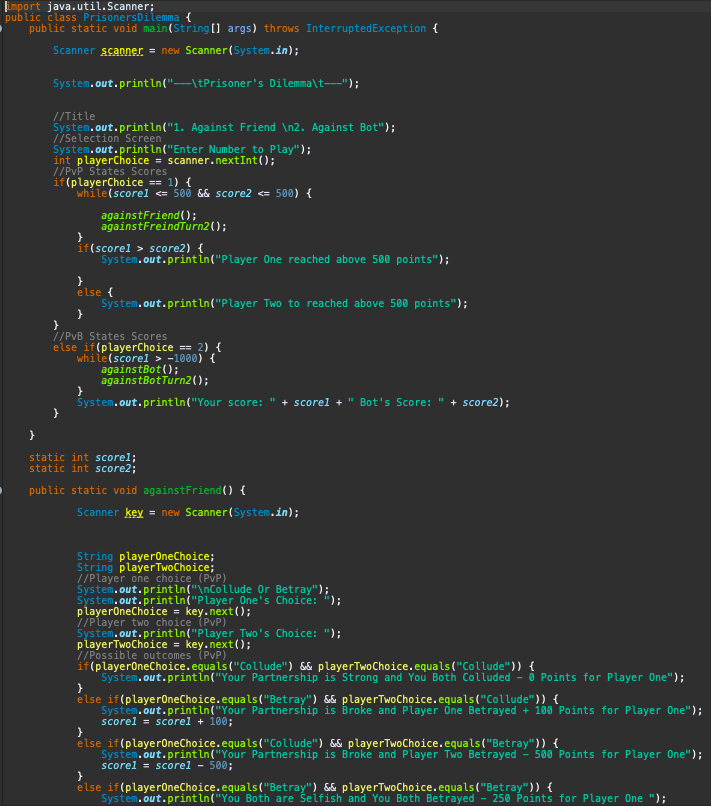 import java.util.Scanner;
public class PrisonersDilemma {
    public static void main(String[] args) throws InterruptedException {
        Scanner scanner = new Scanner(System.in);
        System.out.println("---\tPrisoner's Dilemma\t---");
        //Title
        System.out.println("1. Against Friend \n2. Against Bot");
        //Selection Screen
        System.out.println("Enter Number to Play");
        int playerChoice = scanner.nextInt();
        //PvP States Scores
        if(playerChoice == 1) {
            while(score1 <= 500 && score2 <= 500) {
                againstFriend();
                againstFreindTurn2();
            }
            if(score1 > score2) {
                System.out.println("Player One reached above 500 points");
            }
            else {
                System.out.println("Player Two to reached above 500 points");
            }
        }
        //PvB States Scores
        else if(playerChoice == 2) {
            while(score1 > -1000) {
                againstBot();
                againstBotTurn2();
            }
            System.out.println("Your score: " + score1 + " Bot's Score: " + score2);
        }
    }
    static int score1;
    static int score2;
    public static void againstFriend() {
            Scanner key = new Scanner(System.in);
            String playerOneChoice;
            String playerTwoChoice;
            //Player one choice (PvP)
            System.out.println("\nCollude Or Betray");
            System.out.println("Player One's Choice: ");
            playerOneChoice = key.next();
            //Player two choice (PvP)
            System.out.println("Player Two's Choice: ");
            playerTwoChoice = key.next();
            //Possible outcomes (PvP)
            if(playerOneChoice.equals("Collude") && playerTwoChoice.equals("Collude")) {
                System.out.println("Your Partnership is Strong and You Both Colluded - 0 Points for Player One");
            }
            else if(playerOneChoice.equals("Betray") && playerTwoChoice.equals("Collude")) {
                System.out.println("Your Partnership is Broke and Player One Betrayed + 100 Points for Player One");
                score1 = score1 + 100;
            }
            else if(playerOneChoice.equals("Collude") && playerTwoChoice.equals("Betray")) {
                System.out.println("Your Partnership is Broke and Player Two Betrayed - 500 Points for Player One");
                score1 = score1 - 500;
            }
            else if(playerOneChoice.equals("Betray") && playerTwoChoice.equals("Betray")) {
                System.out.println("You Both are Selfish and You Both Betrayed - 250 Points for Player One ");